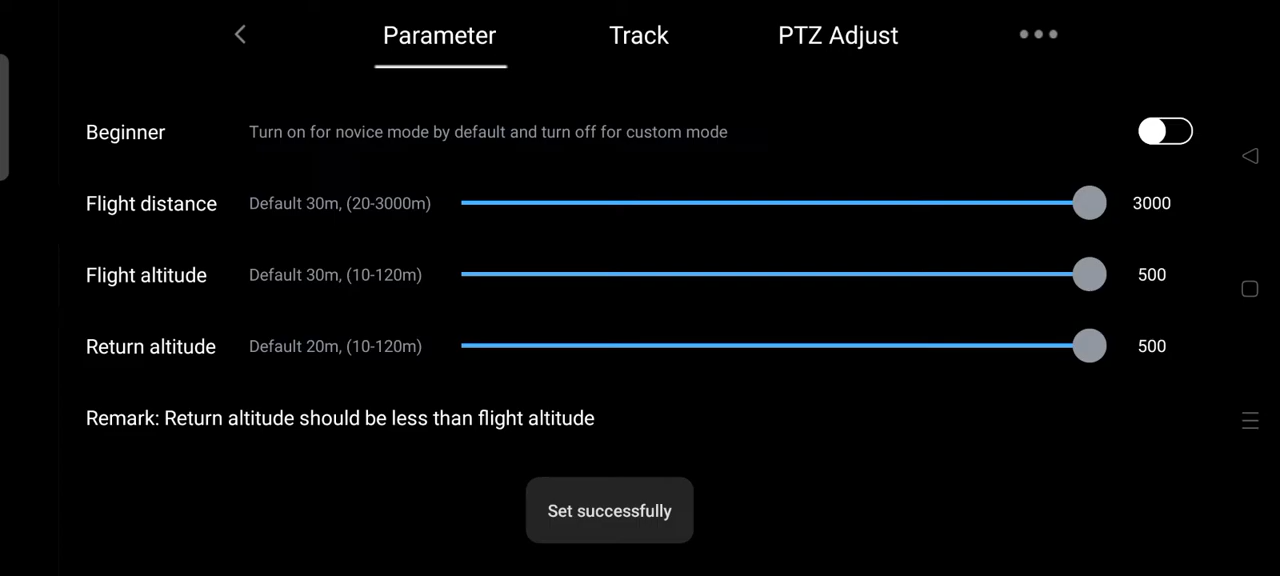 Parameter Track PTZ Adjust
Beginner Turn on for novice mode by default and turn off for custom mode
Flight distance Default 30m, (20-3000m) 3000
Flight altitude Default 30m, (10-120m) 500
Return altitude Default 20m, (10-120m) 500
Remark: Return altitude should be less than flight altitude
Set successfully